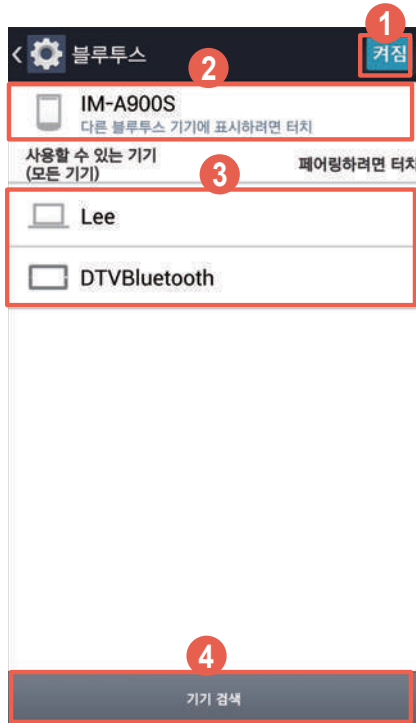 1
블루투스
켜짐
2
IM-A900S
다른 블루투스 기기에 표시하려면 터치
사용할 수 있는 기기
(모든 기기)
페어링하려면 터치
3
Lee
DTVBluetooth
4
기기 검색